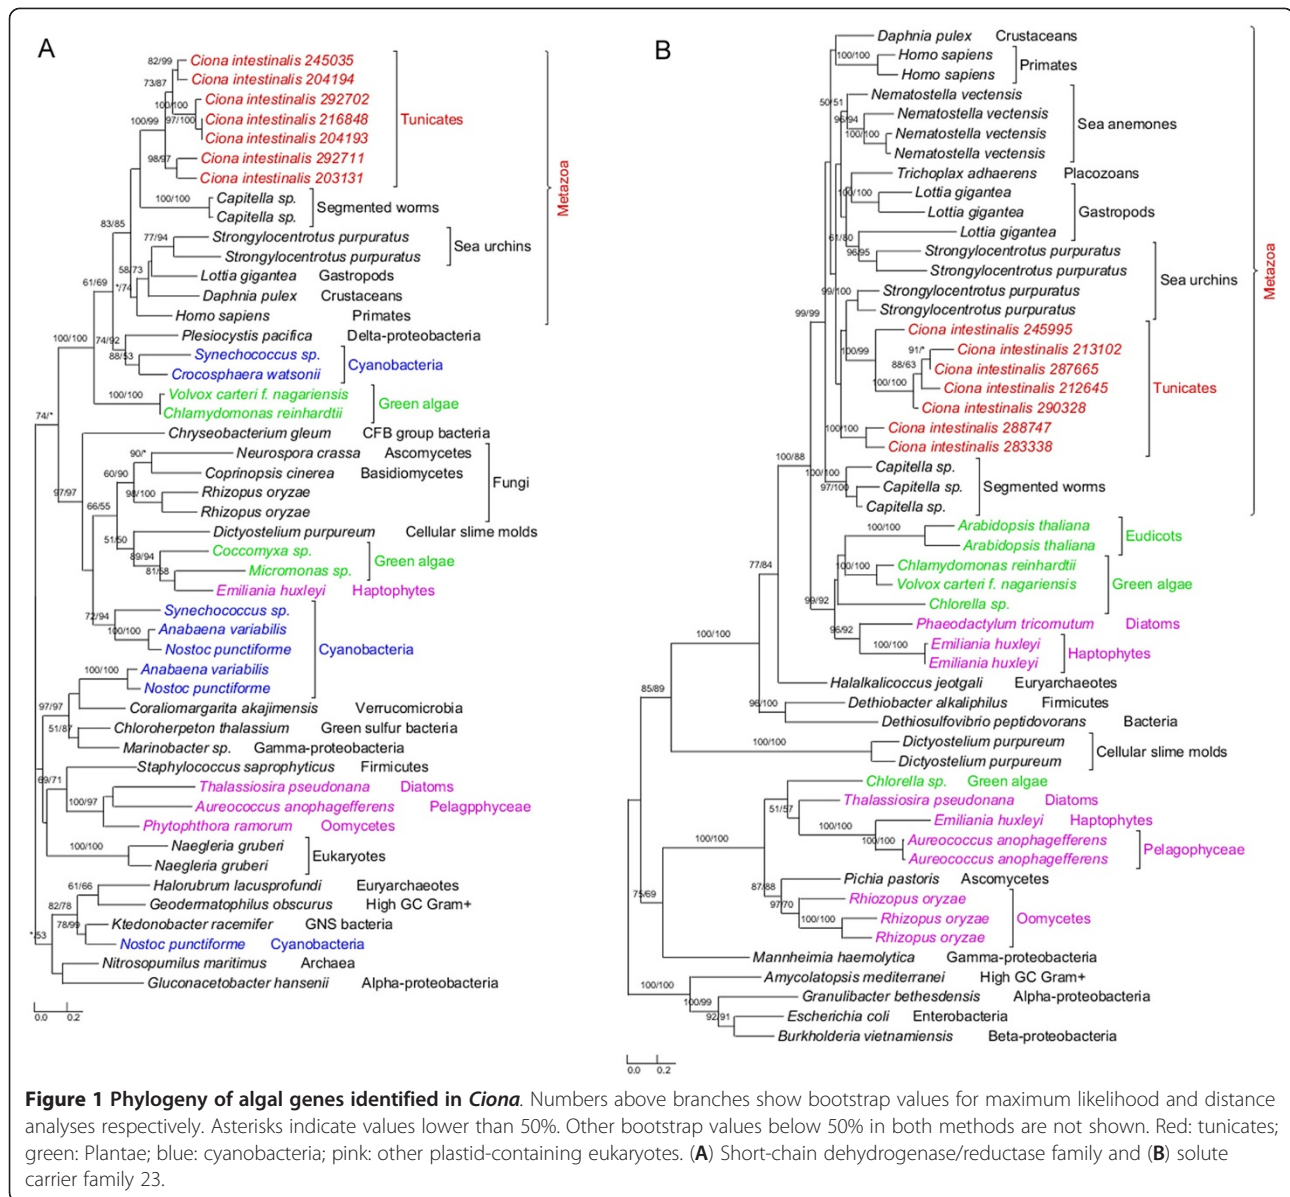 A
82/99
Ciona intestinalis 245035
Ciona intestinalis 204194
73/87
Ciona intestinalis 292702
100/100
Ciona intestinalis 216848
97/100
Tunicates
100/99
Ciona intestinalis 204193
Ciona intestinalis 292711
98/97
Ciona intestinalis 203131
Metazoa
100/100
Capitella sp.
Segmented worms
Capitella sp.
83/85
77/94
Strongylocentrotus purpuratus
Sea urchins
Strongylocentrotus purpuratus
58/73
Lottia gigantea Gastropods
61/69
*/74
Daphnia pulex Crustaceans
Homo sapiens Primates
74/92
Plesiocystis pacifica Delta-proteobacteria
100/100
88/53
Synechococcus sp.
Cyanobacteria
Crocosphaera watsonii
100/100
Volvox carteri f. nagariensis
Green algae
Chlamydomonas reinhardtii
74/*
Chryseobacterium gleum CFB group bacteria
90/*
Neurospora crassa Ascomycetes
60/90
Coprinopsis cinerea Basidiomycetes
Fungi
97/97
98/100
Rhizopus oryzae
66/55
Rhizopus oryzae
Dictyostelium purpureum Cellular slime molds
51/50
Coccomyxa sp.
89/94
Green algae
81/58
Micromonas sp.
Emiliania huxleyi Haptophytes
72/94
Synechococcus sp.
100/100
Anabaena variabilis
Nostoc punctiforme
Cyanobacteria
100/100
Anabaena variabilis
Nostoc punctiforme
97/97
Coraliomargarita akajimensis Verrucomicrobia
51/87
Chloroherpeton thalassium Green sulfur bacteria
Marinobacter sp. Gamma-proteobacteria
69/71
Staphylococcus saprophyticus Firmicutes
Thalassiosira pseudonana Diatoms
100/97
Aureococcus anophagefferens Pelagpphyceae
Phytophthora ramorum Oomycetes
100/100
Naegleria gruberi
Eukaryotes
Naegleria gruberi
61/66
Halorubrum lacusprofundi Euryarchaeotes
82/78
Geodermatophilus obscurus High GC Gram+
78/99
Ktedonobacter racemifer GNS bacteria
*/53
Nostoc punctiforme Cyanobacteria
Nitrosopumilus maritimus Archaea
Gluconacetobacter hansenii Alpha-proteobacteria
0.0 0.2
B
Daphnia pulex Crustaceans
100/100
Homo sapiens
Primates
Homo sapiens
50/51
Nematostella vectensis
96/94
Nematostella vectensis
Sea anemones
100/100
Nematostella vectensis
Nematostella vectensis
Trichoplax adhaerens Placozoans
100/100
Lottia gigantea
Gastropods
Lottia gigantea
61/80
Lottia gigantea
96/95
Strongylocentrotus purpuratus
Strongylocentrotus purpuratus
Sea urchins
99/100
Strongylocentrotus purpuratus
Strongylocentrotus purpuratus
Metazoa
99/99
Ciona intestinalis 245995
100/99
91/*
Ciona intestinalis 213102
88/63
Ciona intestinalis 287665
100/100
Ciona intestinalis 212645
Tunicates
Ciona intestinalis 290328
100/100
Ciona intestinalis 288747
Ciona intestinalis 283338
100/88
100/100
Capitella sp.
97/100
Capitella sp.
Segmented worms
Capitella sp.
100/100
Arabidopsis thaliana
Eudicots
Arabidopsis thaliana
100/100
Chlamydomonas reinhardtii
77/84
Volvox carteri f. nagariensis
Green algae
99/92
Chlorella sp.
96/92
Phaeodactylum tricornutum Diatoms
100/100
100/100
Emiliania huxleyi
Haptophytes
Emiliania huxleyi
85/89
Halalkalicoccus jeotgali Euryarchaeotes
96/100
Dethiobacter alkaliphilus Firmicutes
Dethiosulfovibrio peptidovorans Bacteria
100/100
Dictyostelium purpureum
Cellular slime molds
Dictyostelium purpureum
Chlorella sp. Green algae
51/57
Thalassiosira pseudonana Diatoms
100/100
Emiliania huxleyi Haptophytes
100/100
100/100
Aureococcus anophagefferens
Pelagophyceae
Aureococcus anophagefferens
87/88
Pichia pastoris Ascomycetes
75/69
97/70
Rhiozopus oryzae
100/100
Rhizopus oryzae
Oomycetes
Rhizopus oryzae
Mannheimia haemolytica Gamma-proteobacteria
100/100
Amycolatopsis mediterranei High GC Gram+
100/99
Granulibacter bethesdensis Alpha-proteobacteria
92/91
Escherichia coli Enterobacteria
Burkholderia vietnamiensis Beta-proteobacteria
0.0 0.2
Figure 1 Phylogeny of algal genes identified in Ciona. Numbers above branches show bootstrap values for maximum likelihood and distance
analyses respectively. Asterisks indicate values lower than 50%. Other bootstrap values below 50% in both methods are not shown. Red: tunicates;
green: Plantae; blue: cyanobacteria; pink: other plastid-containing eukaryotes. (A) Short-chain dehydrogenase/reductase family and (B) solute
carrier family 23.